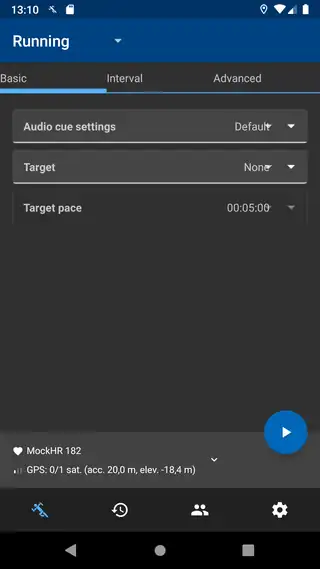 13:10
Running
Basic Interval Advanced
Audio cue settings Default
Target None
Target pace 00:05:00
MockHR 182
GPS: 0/1 sat. (acc. 20,0 m, elev. -18,4 m)